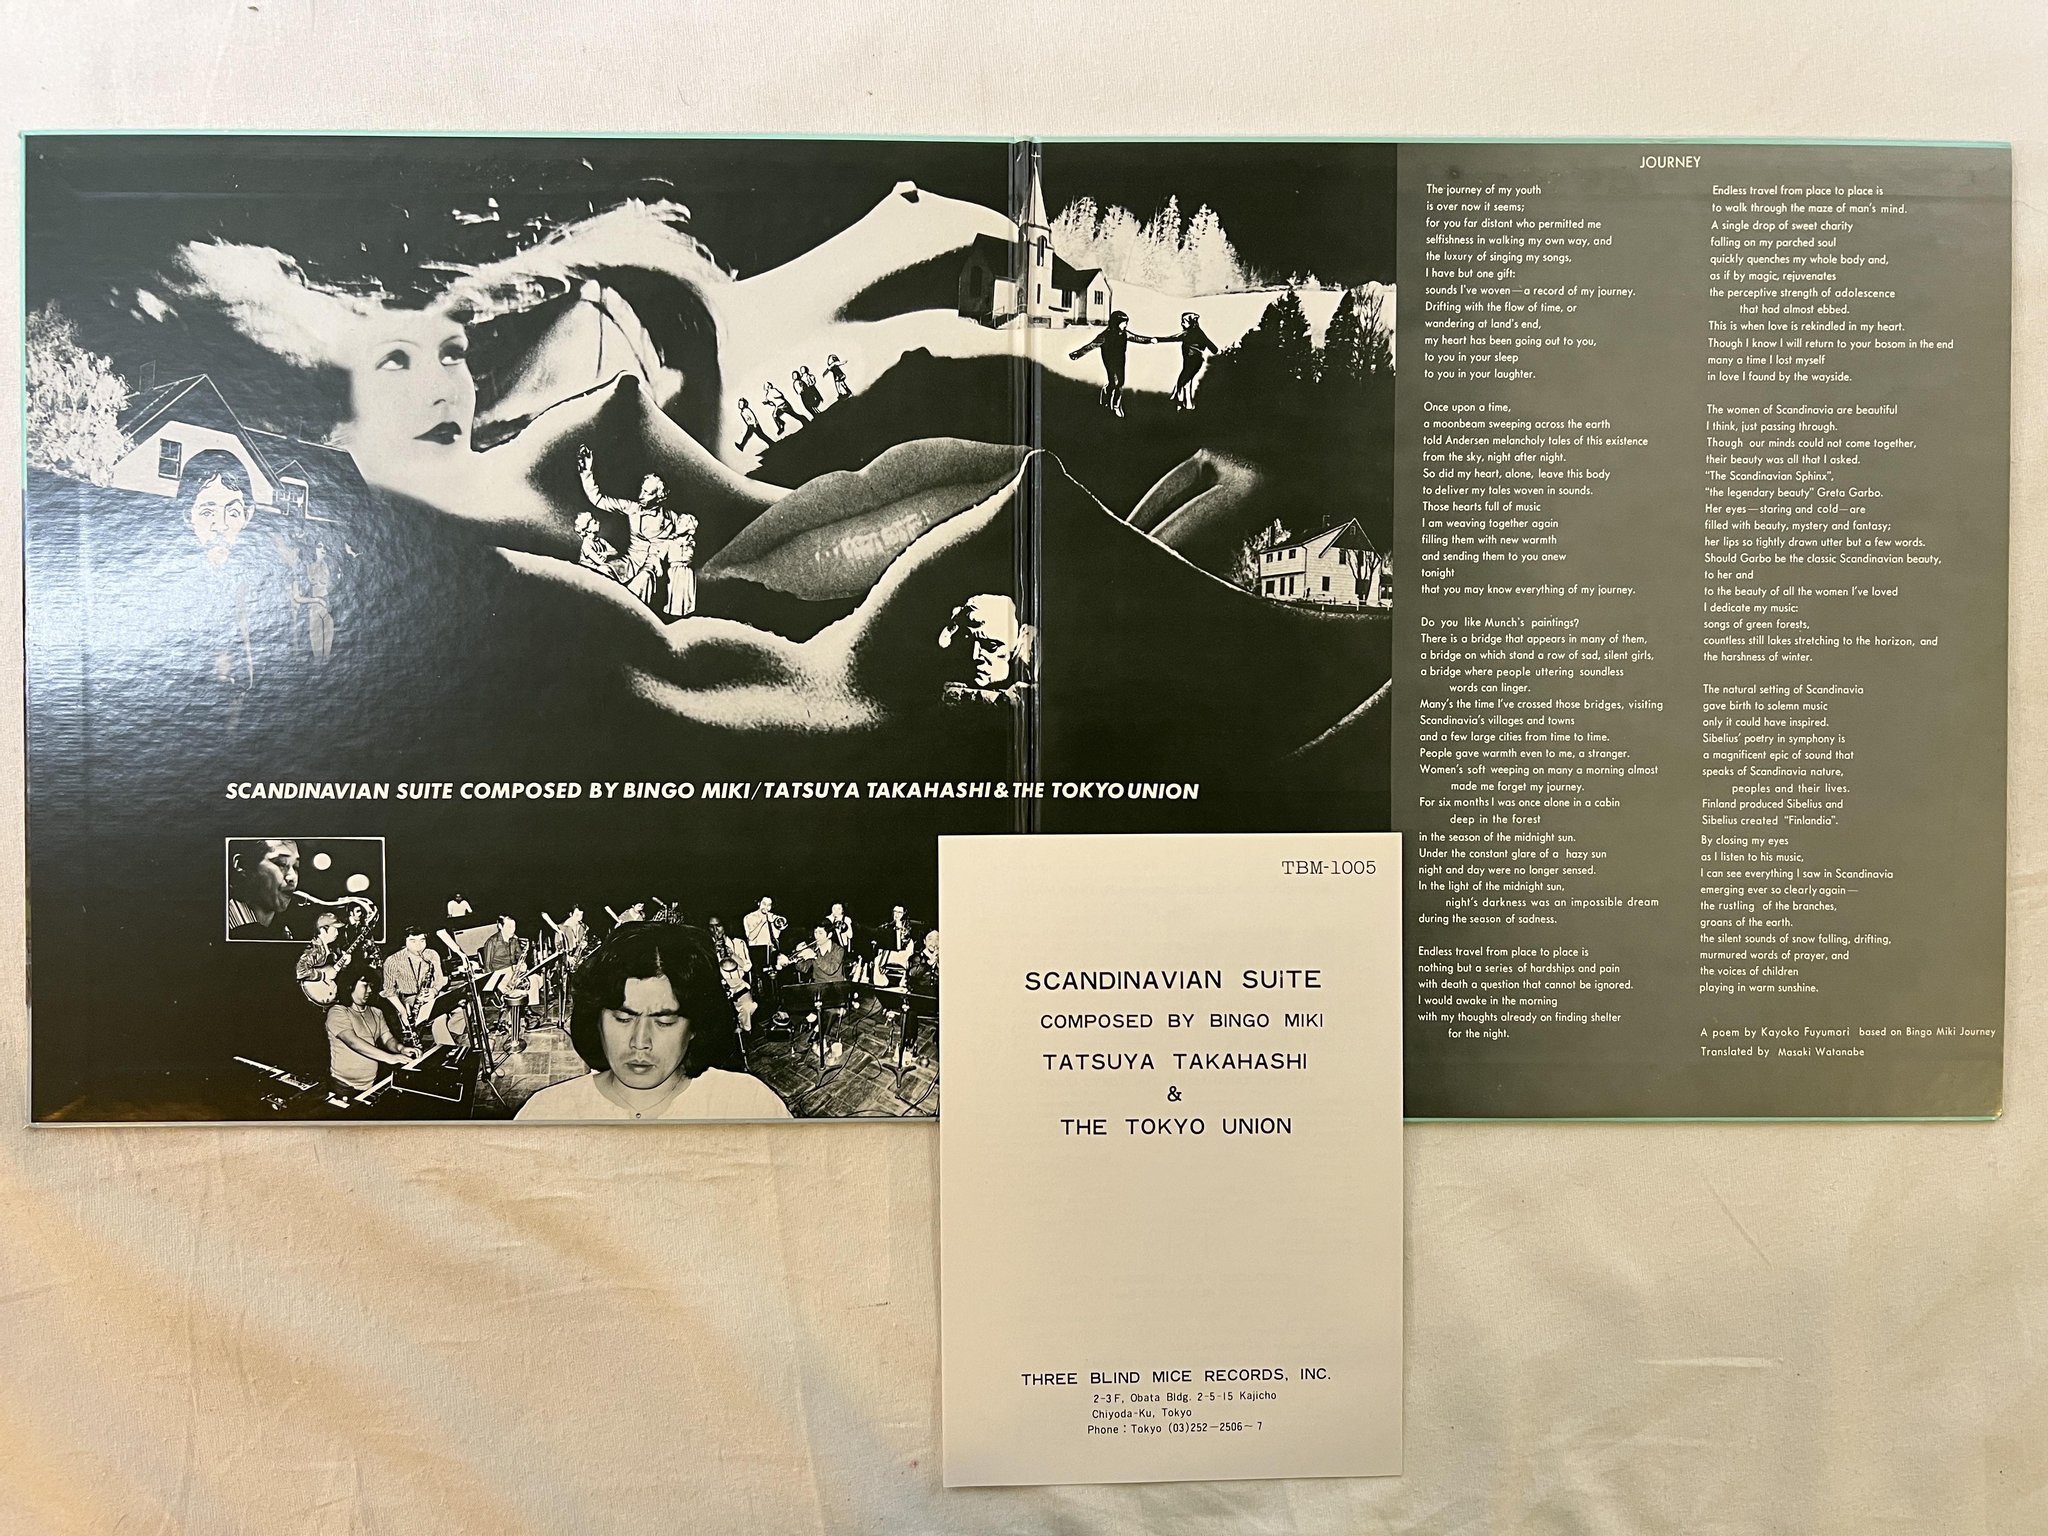 SCANDINAVIAN SUITE COMPOSED BY BINGO MIKI/TATSUYA TAKAHASHI & THE TOKYO UNION
JOURNEY
The journey of my youth
is over now it seems;
for you far distant who permitted me
selfishness in walking my own way, and
the luxury of singing my songs,
I have but one gift:
sounds I've woven—a record of my journey.
Drifting with the flow of time, or
wandering at land's end,
my heart has been going out to you,
to you in your sleep
to you in your laughter.
Once upon a time,
a moonbeam sweeping across the earth
told Andersen melancholy tales of this existence
from the sky, night after night.
So did my heart, alone, leave this body
to deliver my tales woven in sounds.
Those hearts full of music
I am weaving together again
filling them with new warmth
and sending them to you anew
tonight
that you may know everything of my journey.
Do you like Munch's paintings?
There is a bridge that appears in many of them,
a bridge on which stand a row of sad, silent girls,
a bridge where people uttering soundless
words can linger.
Many's the time I've crossed those bridges, visiting
Scandinavia's villages and towns
and a few large cities from time to time.
People gave warmth even to me, a stranger.
Women's soft weeping on many a morning almost
made me forget my journey.
For six months I was once alone in a cabin
deep in the forest
in the season of the midnight sun.
Under the constant glare of a hazy sun
night and day were no longer sensed.
In the light of the midnight sun,
night's darkness was an impossible dream
during the season of sadness.
Endless travel from place to place is
nothing but a series of hardships and pain
with death a question that cannot be ignored.
I would awake in the morning
with my thoughts already on finding shelter
for the night.
Endless travel from place to place is
to walk through the maze of man's mind.
A single drop of sweet charity
falling on my parched soul
quickly quenches my whole body and,
as if by magic, rejuvenates
the perceptive strength of adolescence
that had almost ebbed.
This is when love is rekindled in my heart.
Though I know I will return to your bosom in the end
many a time I lost myself
in love I found by the wayside.
The women of Scandinavia are beautiful
I think, just passing through.
Though our minds could not come together,
their beauty was all that I asked.
"The Scandinavian Sphinx",
"the legendary beauty" Greta Garbo.
Her eyes—staring and cold—are
filled with beauty, mystery and fantasy;
her lips so tightly drawn utter but a few words.
Should Garbo be the classic Scandinavian beauty,
to her and
to the beauty of all the women I've loved
I dedicate my music:
songs of green forests,
countless still lakes stretching to the horizon, and
the harshness of winter.
The natural setting of Scandinavia
gave birth to solemn music
only it could have inspired.
Sibelius' poetry in symphony is
a magnificent epic of sound that
speaks of Scandinavia nature,
peoples and their lives.
Finland produced Sibelius and
Sibelius created "Finlandia".
By closing my eyes
as I listen to his music,
I can see everything I saw in Scandinavia
emerging ever so clearly again—
the rustling of the branches,
groans of the earth.
the silent sounds of snow falling, drifting,
murmured words of prayer, and
the voices of children
playing in warm sunshine.
A poem by Kayoko Fuyumori based on Bingo Miki Journey
Translated by Masaki Watanabe
TBM-1005
SCANDINAVIAN SUiTE
COMPOSED BY BINGO MIKI
TATSUYA TAKAHASHI
&
THE TOKYO UNION
THREE BLIND MICE RECORDS, INC.
2-3F, Obata Bldg. 2-5-15 Kajicho
Chiyoda-Ku, Tokyo
Phone : Tokyo (03)252—2506~7